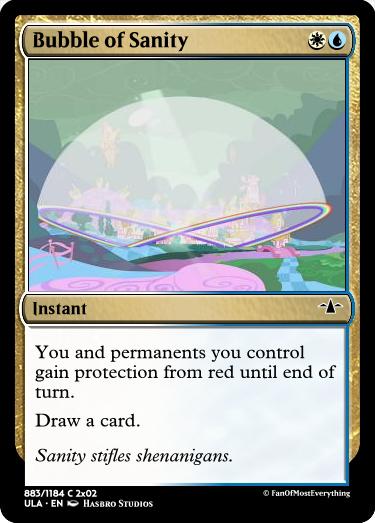 Bubble of Sanity
Instant
You and permanents you control
gain protection from red until end of
turn.
Draw a card.
Sanity stifles shenanigans.
883/1184 C 2x02
ULA • EN Hasbro Studios
© FanOfMostEverything